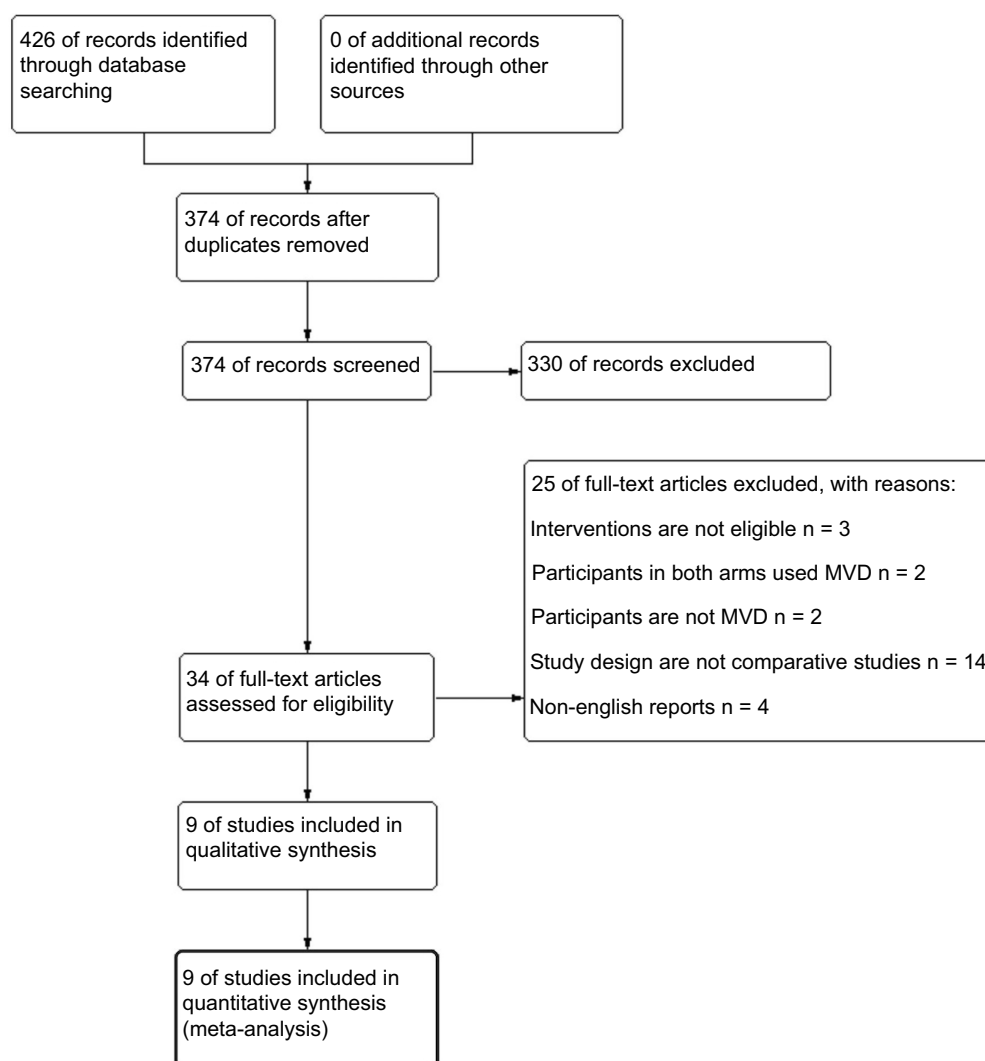 426 of records identified
through database
searching
0 of additional records
identified through other
sources
374 of records after
duplicates removed
374 of records screened
330 of records excluded
25 of full-text articles excluded, with reasons:
Interventions are not eligible n = 3
Participants in both arms used MVD n = 2
Participants are not MVD n = 2
Study design are not comparative studies n = 14
Non-english reports n = 4
34 of full-text articles
assessed for eligibility
9 of studies included in
qualitative synthesis
9 of studies included in
quantitative synthesis
(meta-analysis)